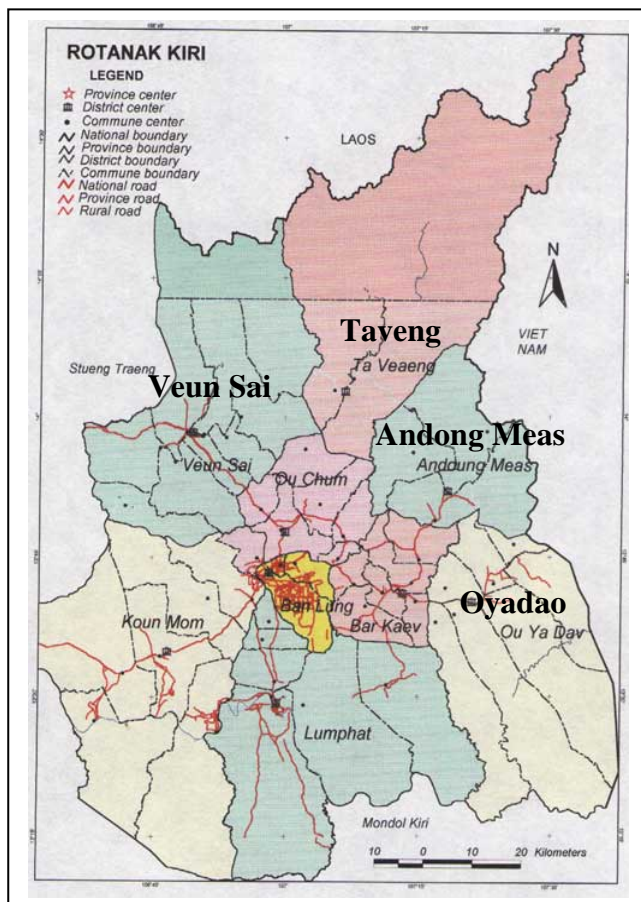 ROTANAK KIRI
LEGEND
Province center
District center
Commune center
National boundary
Province boundary
District boundary
Commune boundary
National road
Province road
Rural road
LAOS
N
VIET
NAM
Taveng
Ta Veaeng
Stueng Traeng
Veun Sai
Veun Sai
Andong Meas
Andoung Meas
Ou Chum
Ban Lung
Bar Kaev
Oyadao
Ou Ya Dav
Koun Mom
Lumphat
Mondol Kiri
10 0 10 20 Kilometers